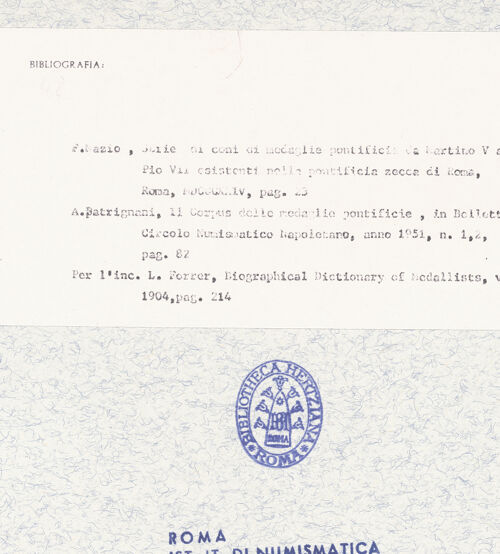 BIBLIOGRAFIA:
F.Mazio , Serie di coni di medaglie pontificie da Martino V a
Pio VII esistenti nella pontificia zecca di Roma,
Roma, pag. 23
A.Patrignani, Il Corpus delle medaglie pontificie , in Bollett
Circolo Numismatico Napoletano, anno 1951, n. 1,2,
pag. 82
Per l'inc. L. Forrer, Biographical Dictionary of Medallists, v
1904,pag. 214
BIBLIOTHECA HERTZIANA
ROMA
ROMA
ROMA
IST. IT. DI NUMISMATICA